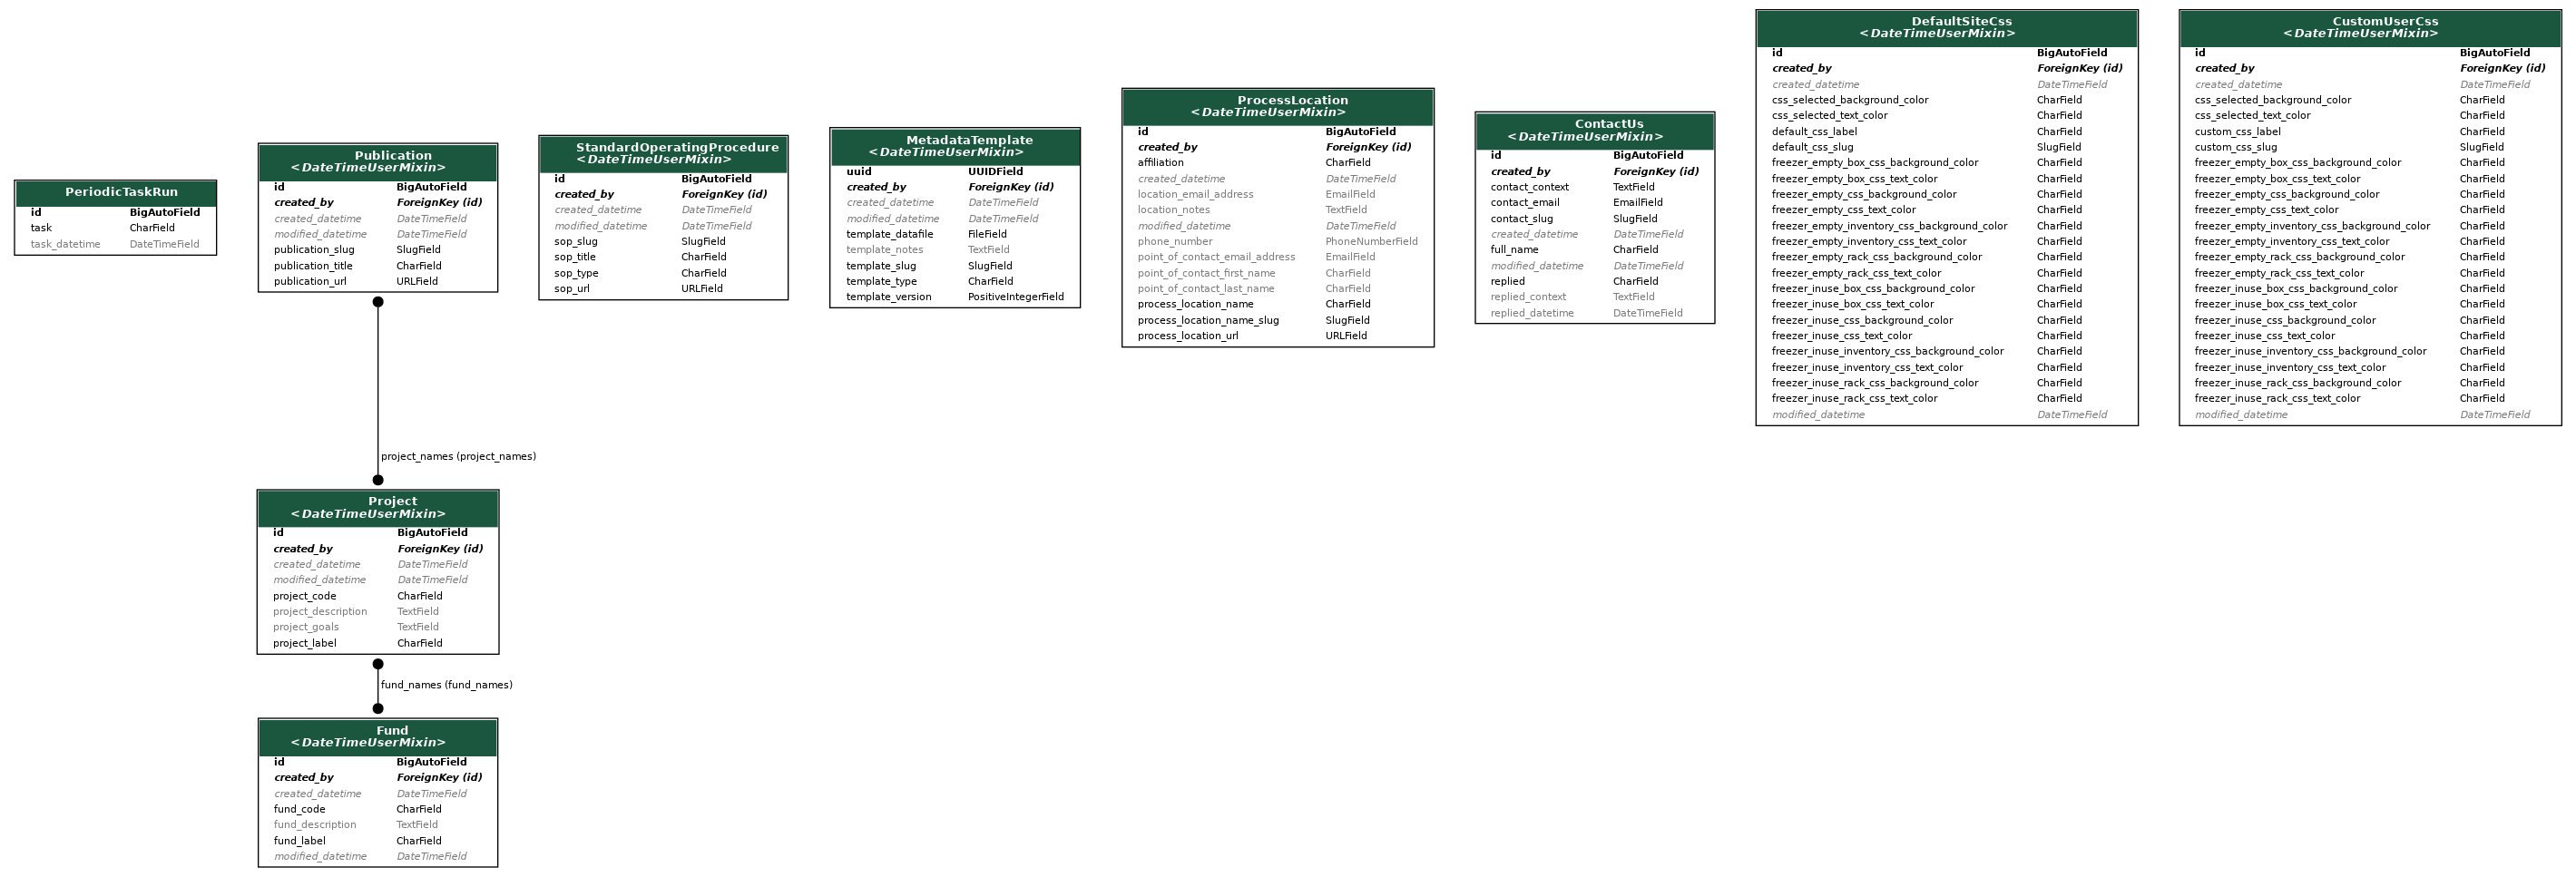 PeriodicTaskRun
id BigAutoField
task CharField
task_datetime DateTimeField
Publication
<DateTimeUserMixin>
id BigAutoField
created_by ForeignKey (id)
created_datetime DateTimeField
modified_datetime DateTimeField
publication_slug SlugField
publication_title CharField
publication_url URLField
project_names (project_names)
Project
<DateTimeUserMixin>
id BigAutoField
created_by ForeignKey (id)
created_datetime DateTimeField
modified_datetime DateTimeField
project_code CharField
project_description TextField
project_goals TextField
project_label CharField
fund_names (fund_names)
Fund
<DateTimeUserMixin>
id BigAutoField
created_by ForeignKey (id)
created_datetime DateTimeField
fund_code CharField
fund_description TextField
fund_label CharField
modified_datetime DateTimeField
StandardOperatingProcedure
<DateTimeUserMixin>
id BigAutoField
created_by ForeignKey (id)
created_datetime DateTimeField
modified_datetime DateTimeField
sop_slug SlugField
sop_title CharField
sop_type CharField
sop_url URLField
MetadataTemplate
<DateTimeUserMixin>
uuid UUIDField
created_by ForeignKey (id)
created_datetime DateTimeField
modified_datetime DateTimeField
template_datafile FileField
template_notes TextField
template_slug SlugField
template_type CharField
template_version PositiveIntegerField
ProcessLocation
<DateTimeUserMixin>
id BigAutoField
created_by ForeignKey (id)
affiliation CharField
created_datetime DateTimeField
location_email_address EmailField
location_notes TextField
modified_datetime DateTimeField
phone_number PhoneNumberField
point_of_contact_email_address EmailField
point_of_contact_first_name CharField
point_of_contact_last_name CharField
process_location_name CharField
process_location_name_slug SlugField
process_location_url URLField
ContactUs
<DateTimeUserMixin>
id BigAutoField
created_by ForeignKey (id)
contact_context TextField
contact_email EmailField
contact_slug SlugField
created_datetime DateTimeField
full_name CharField
modified_datetime DateTimeField
replied CharField
replied_context TextField
replied_datetime DateTimeField
DefaultSiteCss
<DateTimeUserMixin>
id BigAutoField
created_by ForeignKey (id)
created_datetime DateTimeField
css_selected_background_color CharField
css_selected_text_color CharField
default_css_label CharField
default_css_slug SlugField
freezer_empty_box_css_background_color CharField
freezer_empty_box_css_text_color CharField
freezer_empty_css_background_color CharField
freezer_empty_css_text_color CharField
freezer_empty_inventory_css_background_color CharField
freezer_empty_inventory_css_text_color CharField
freezer_empty_rack_css_background_color CharField
freezer_empty_rack_css_text_color CharField
freezer_inuse_box_css_background_color CharField
freezer_inuse_box_css_text_color CharField
freezer_inuse_css_background_color CharField
freezer_inuse_css_text_color CharField
freezer_inuse_inventory_css_background_color CharField
freezer_inuse_inventory_css_text_color CharField
freezer_inuse_rack_css_background_color CharField
freezer_inuse_rack_css_text_color CharField
modified_datetime DateTimeField
CustomUserCss
<DateTimeUserMixin>
id BigAutoField
created_by ForeignKey (id)
created_datetime DateTimeField
css_selected_background_color CharField
css_selected_text_color CharField
custom_css_label CharField
custom_css_slug SlugField
freezer_empty_box_css_background_color CharField
freezer_empty_box_css_text_color CharField
freezer_empty_css_background_color CharField
freezer_empty_css_text_color CharField
freezer_empty_inventory_css_background_color CharField
freezer_empty_inventory_css_text_color CharField
freezer_empty_rack_css_background_color CharField
freezer_empty_rack_css_text_color CharField
freezer_inuse_box_css_background_color CharField
freezer_inuse_box_css_text_color CharField
freezer_inuse_css_background_color CharField
freezer_inuse_css_text_color CharField
freezer_inuse_inventory_css_background_color CharField
freezer_inuse_inventory_css_text_color CharField
freezer_inuse_rack_css_background_color CharField
freezer_inuse_rack_css_text_color CharField
modified_datetime DateTimeField